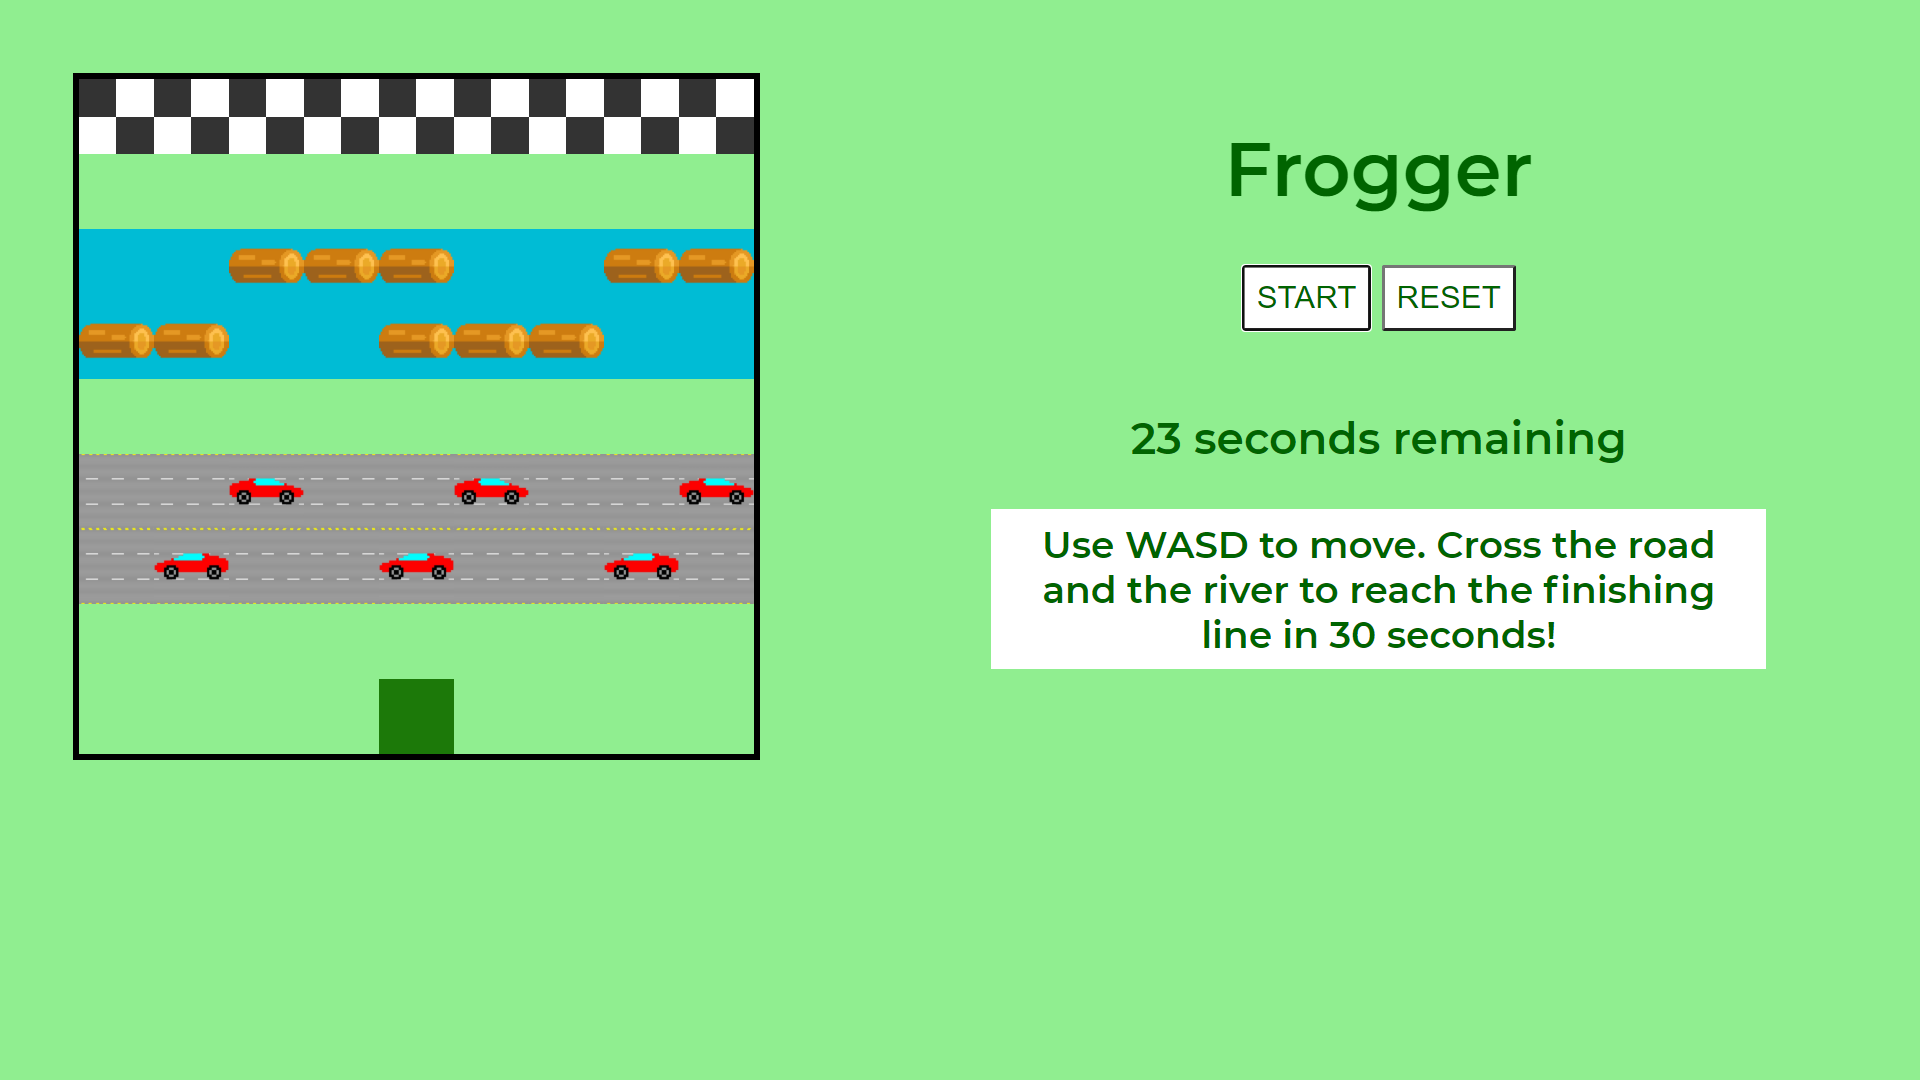 Frogger
START RESET
23 seconds remaining
Use WASD to move. Cross the road
and the river to reach the finishing
line in 30 seconds!